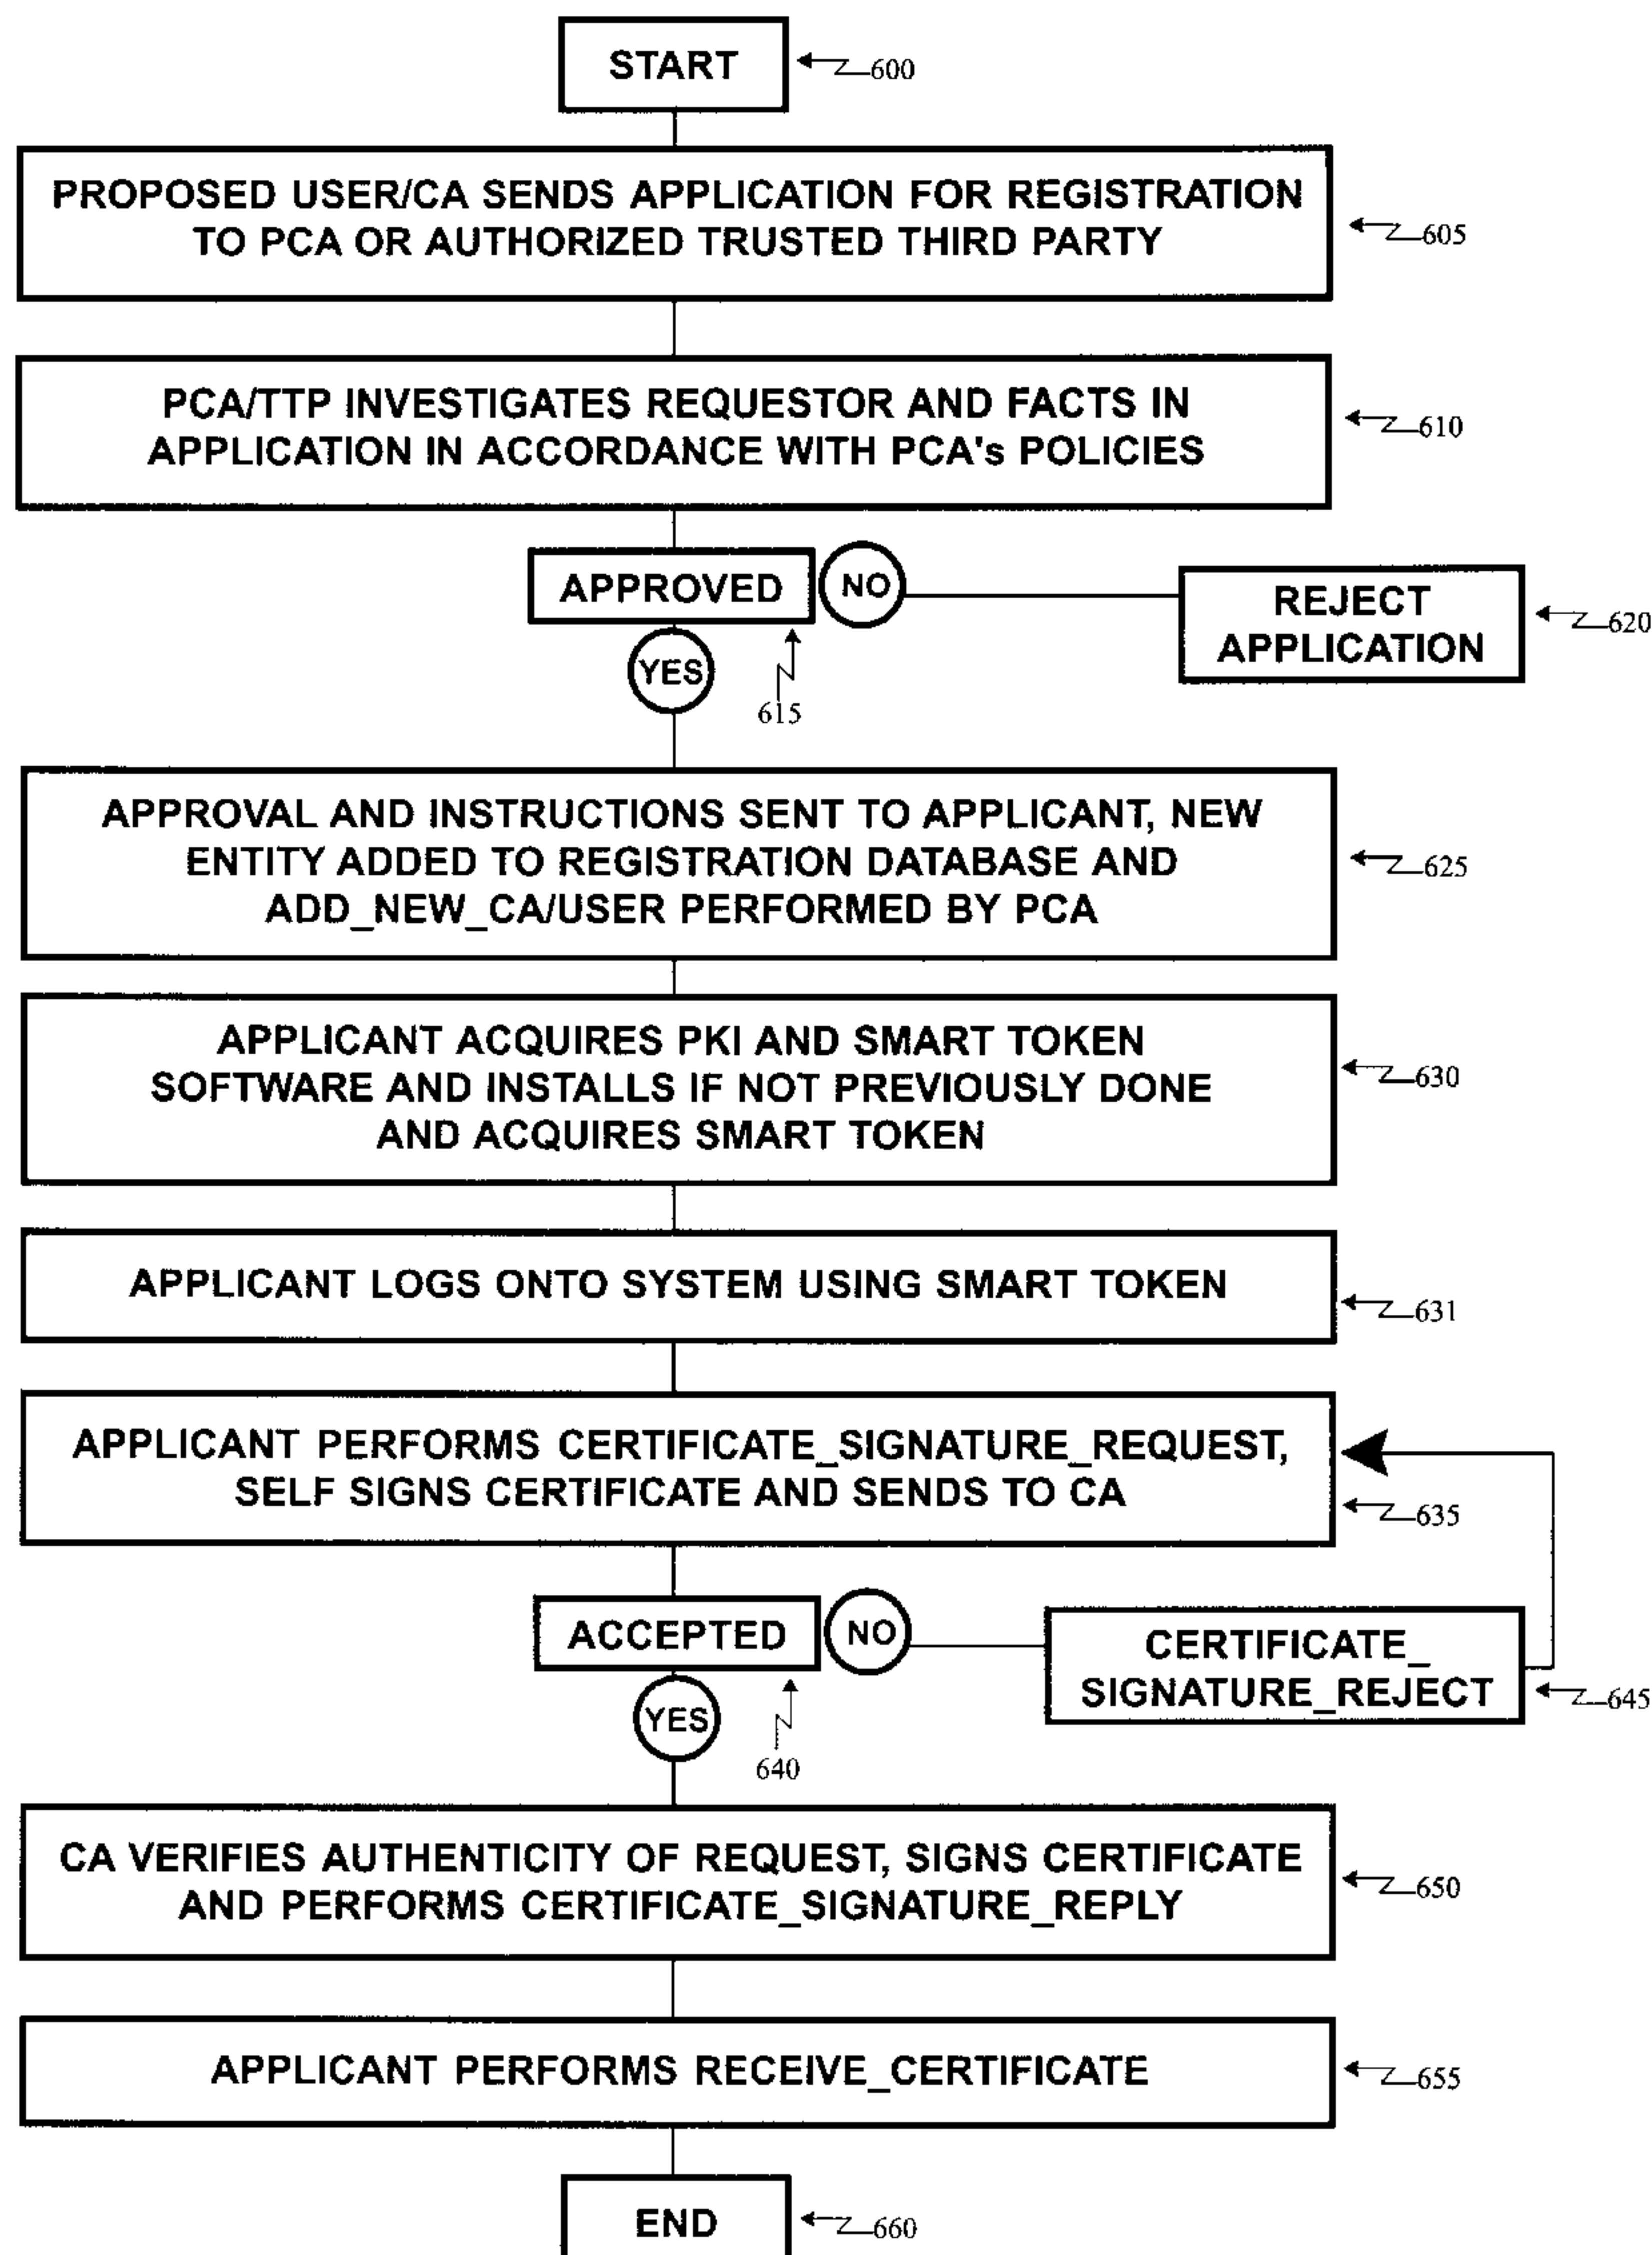 START
600
PROPOSED USER/CA SENDS APPLICATION FOR REGISTRATION
TO PCA OR AUTHORIZED TRUSTED THIRD PARTY
605
PCA/TTP INVESTIGATES REQUESTOR AND FACTS IN
APPLICATION IN ACCORDANCE WITH PCA's POLICIES
610
APPROVED
NO
REJECT
APPLICATION
620
YES
615
APPROVAL AND INSTRUCTIONS SENT TO APPLICANT, NEW
ENTITY ADDED TO REGISTRATION DATABASE AND
ADD_NEW_CA/USER PERFORMED BY PCA
625
APPLICANT ACQUIRES PKI AND SMART TOKEN
SOFTWARE AND INSTALLS IF NOT PREVIOUSLY DONE
AND ACQUIRES SMART TOKEN
630
APPLICANT LOGS ONTO SYSTEM USING SMART TOKEN
631
APPLICANT PERFORMS CERTIFICATE_SIGNATURE_REQUEST,
SELF SIGNS CERTIFICATE AND SENDS TO CA
635
ACCEPTED
NO
CERTIFICATE_
SIGNATURE_REJECT
645
YES
640
CA VERIFIES AUTHENTICITY OF REQUEST, SIGNS CERTIFICATE
AND PERFORMS CERTIFICATE_SIGNATURE_REPLY
650
APPLICANT PERFORMS RECEIVE_CERTIFICATE
655
END
660